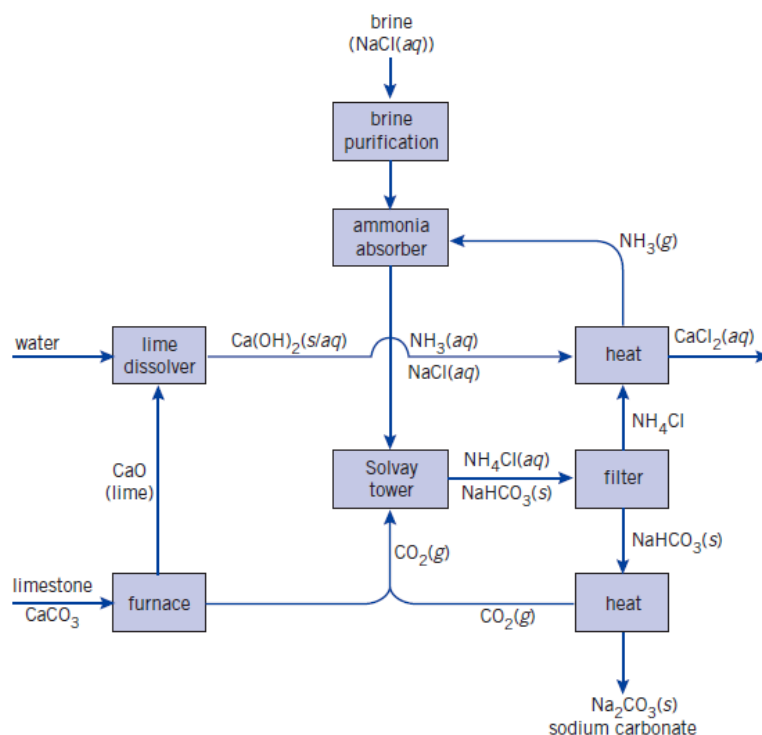 brine
(NaCl(aq))
brine
purification
ammonia
absorber
NH₃(g)
water
lime
dissolver
Ca(OH)₂(s/aq)
NH₃(aq)
NaCl(aq)
heat
CaCl₂(aq)
NH₄Cl
CaO
(lime)
Solvay
tower
NH₄Cl(aq)
NaHCO₃(s)
filter
NaHCO₃(s)
CO₂(g)
limestone
CaCO₃
furnace
CO₂(g)
heat
Na₂CO₃(s)
sodium carbonate